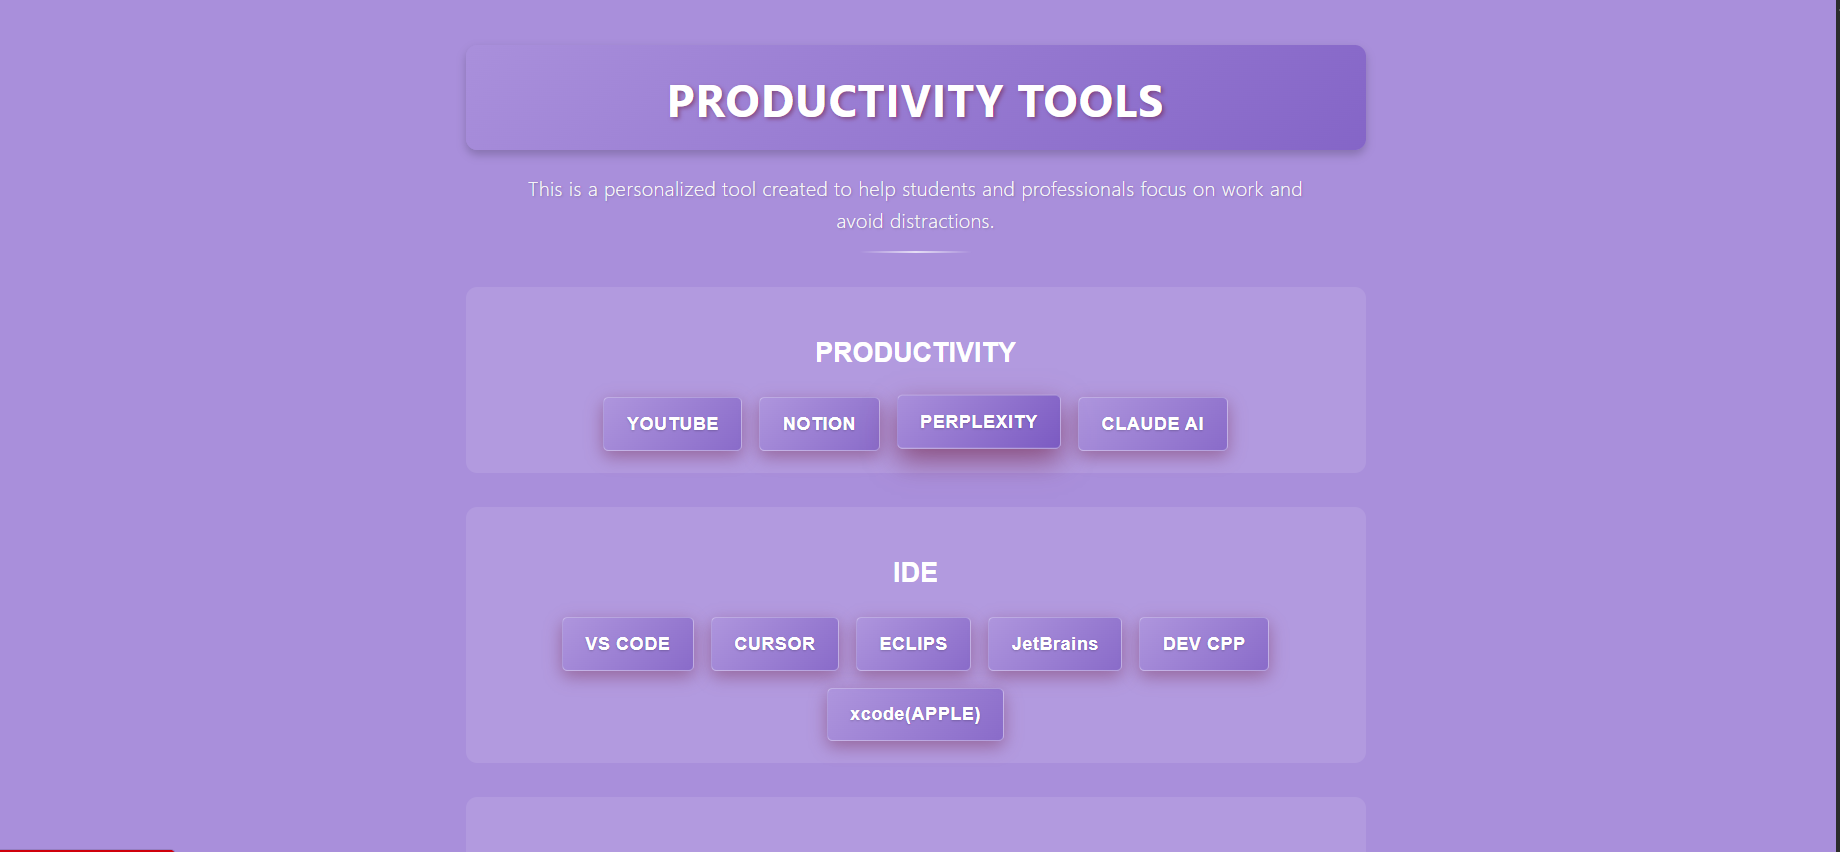 PRODUCTIVITY TOOLS
This is a personalized tool created to help students and professionals focus on work and
avoid distractions.
PRODUCTIVITY
YOUTUBE NOTION PERPLEXITY CLAUDE AI
IDE
VS CODE CURSOR ECLIPS JetBrains DEV CPP
xcode(APPLE)